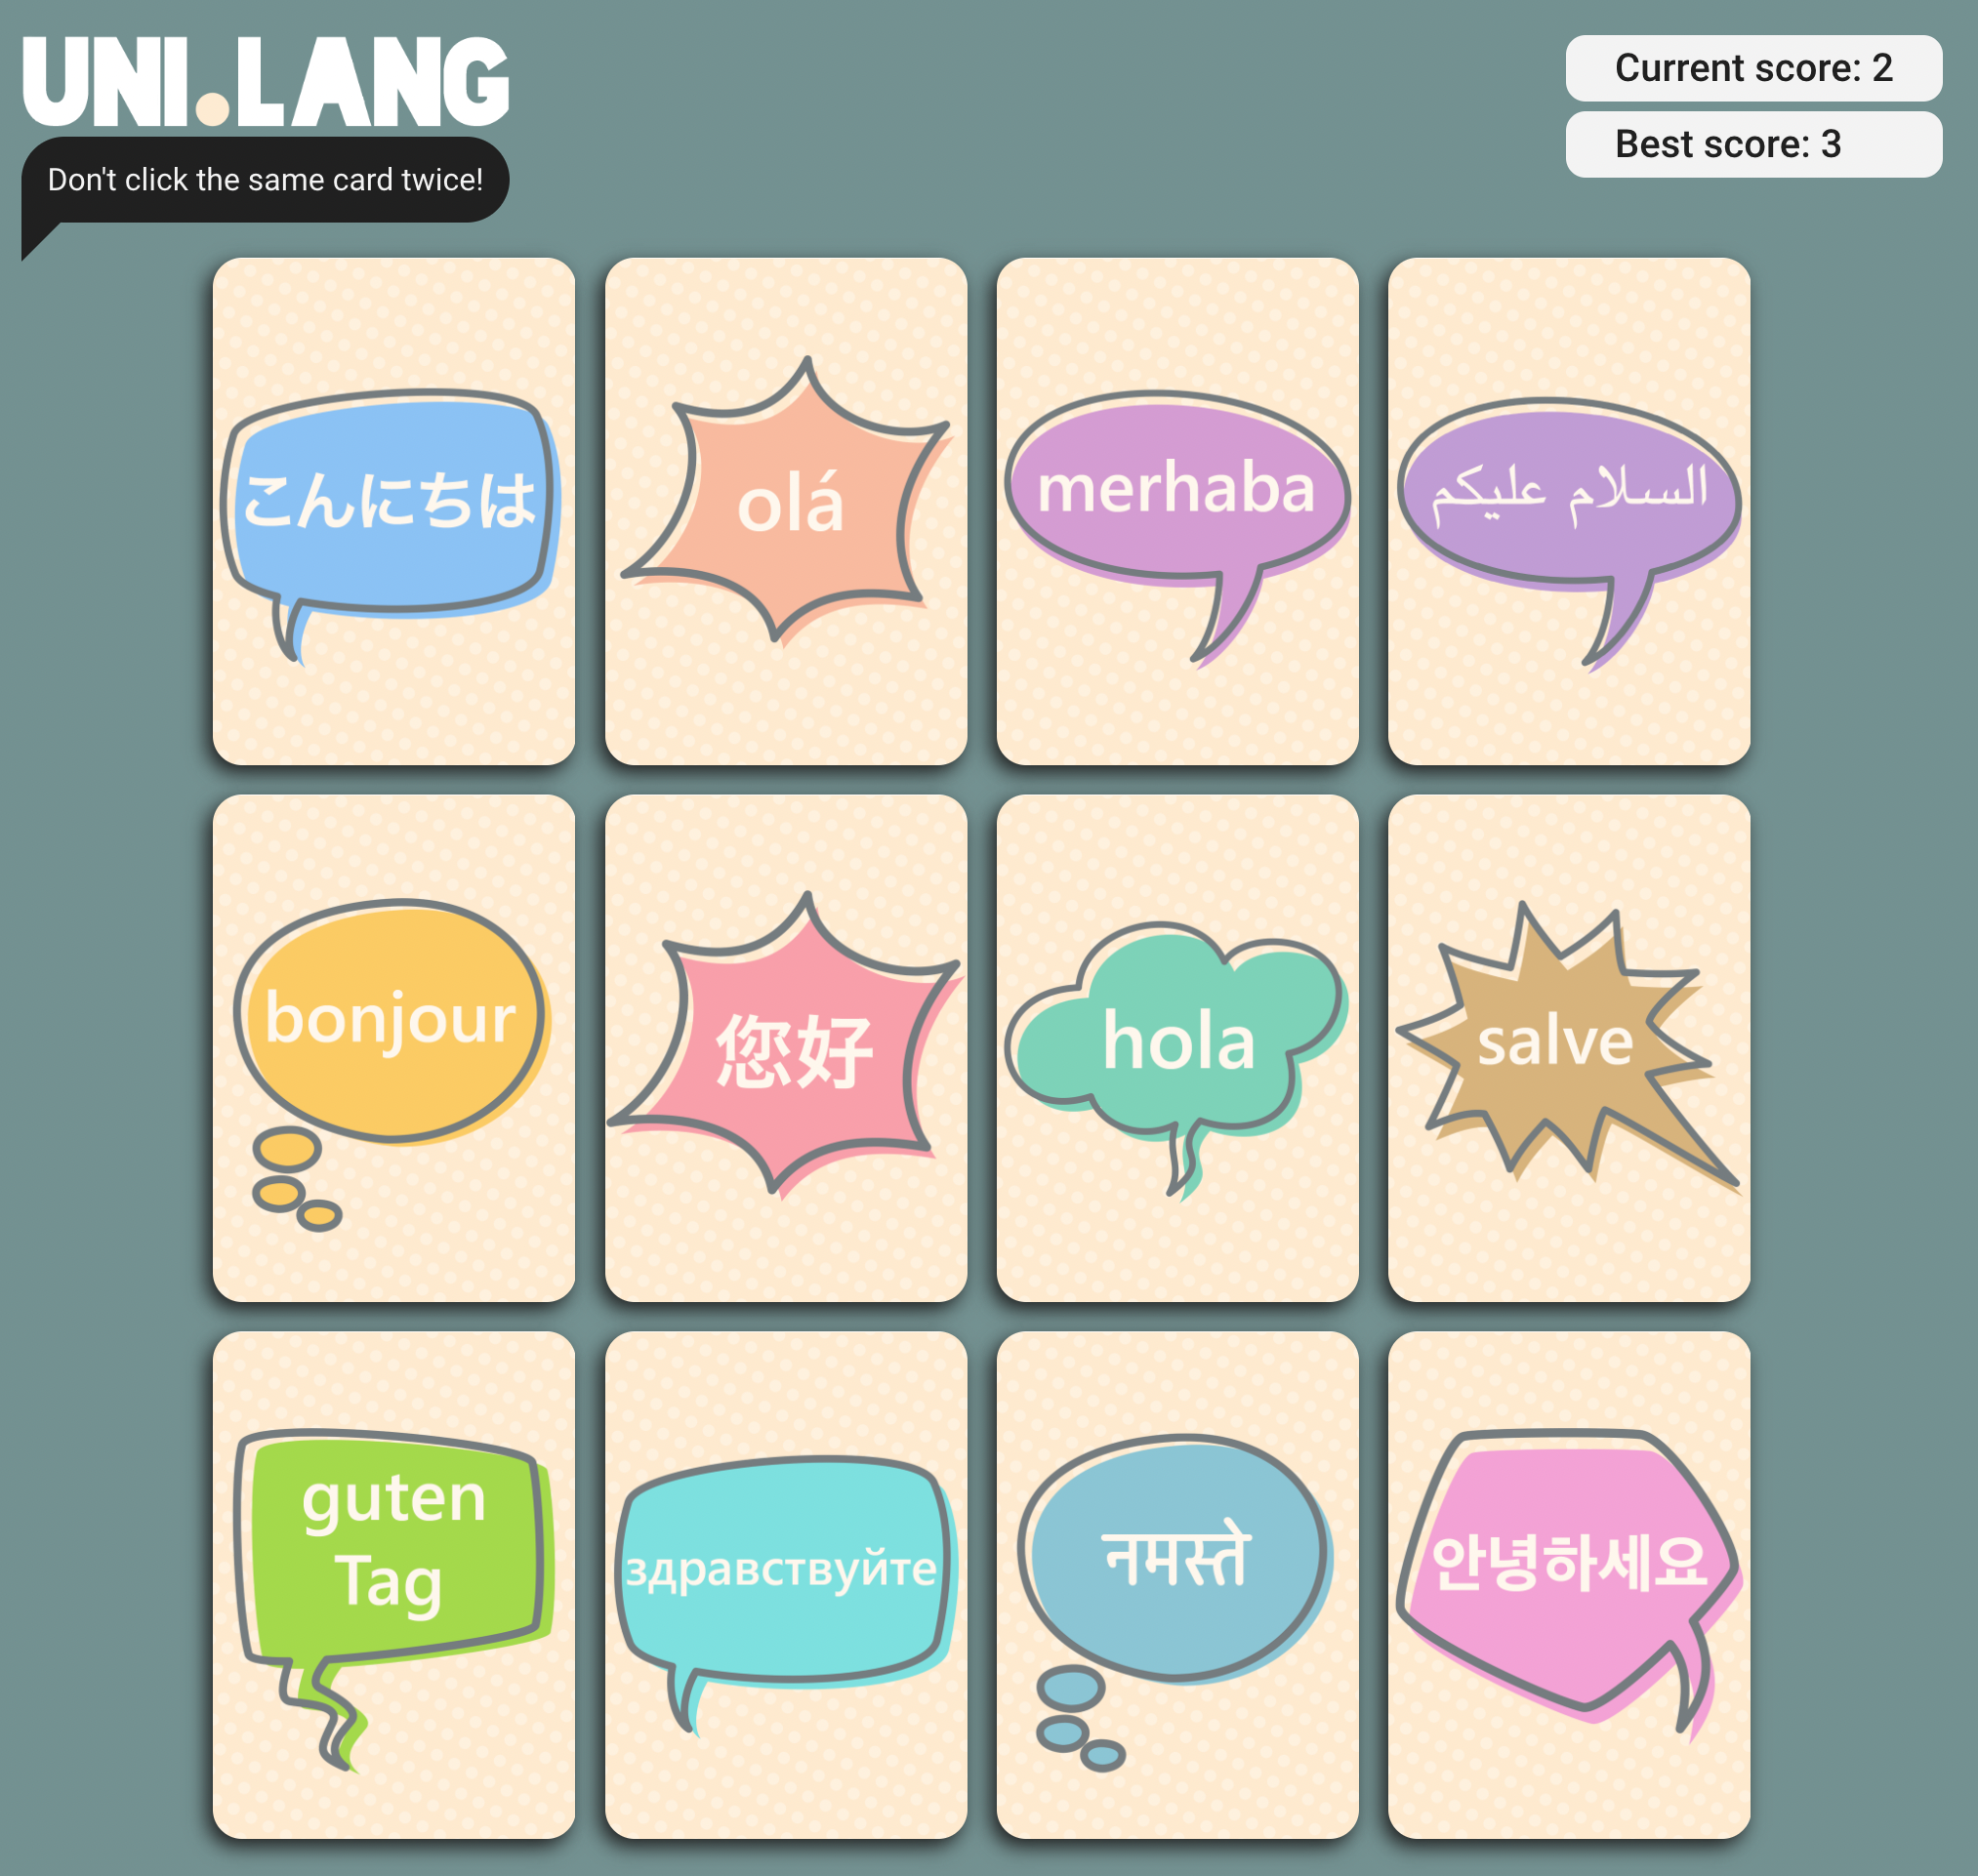 UNI.LANG
Don't click the same card twice!
Current score: 2
Best score: 3
こんにちは
olá
merhaba
السلام عليكم
bonjour
您好
hola
salve
guten
Tag
здравствуйте
नमस्ते
안녕하세요